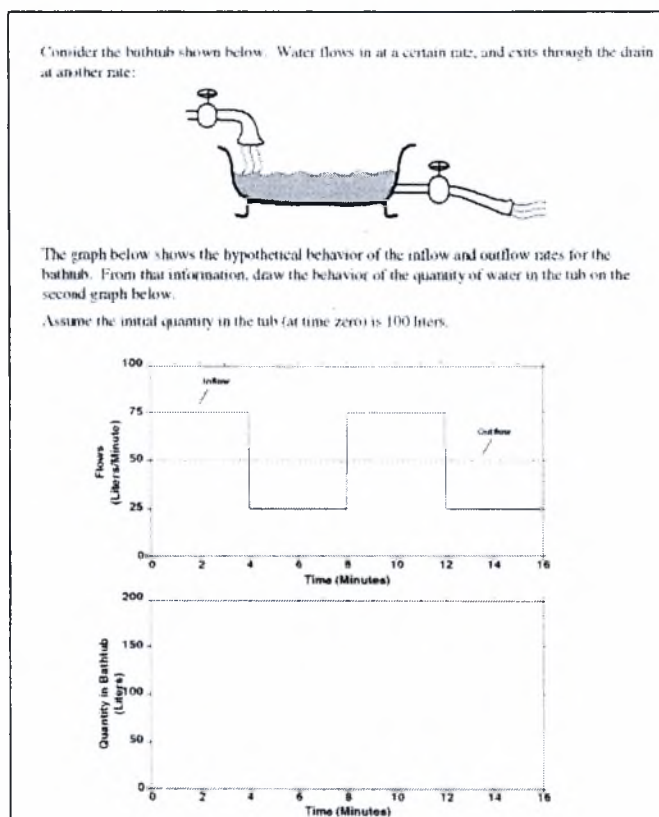 Consider the bathtub shown below. Water flows in at a certain rate, and exits through the drain
at another rate:
The graph below shows the hypothetical behavior of the inflow and outflow rates for the
bathtub. From that information, draw the behavior of the quantity of water in the tub on the
second graph below.
Assume the initial quantity in the tub (at time zero) is 100 liters.
100
Inflow
75
Outflow
Flows
(Liters/Minute)
50
25
0
0 2 4 6 8 10 12 14 16
Time (Minutes)
200
150
Quantity in Bathtub
(Liters)
100
50
0
0 2 4 6 8 10 12 14 16
Time (Minutes)